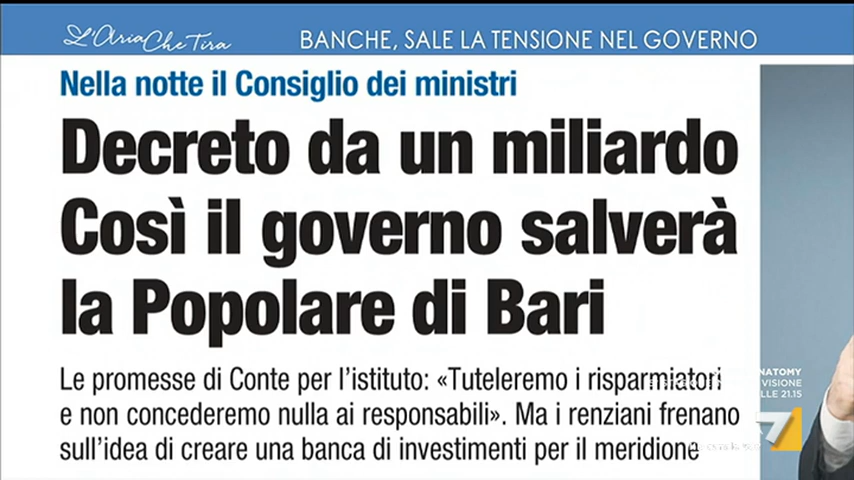 L'Aria Che Tira
BANCHE, SALE LA TENSIONE NEL GOVERNO
Nella notte il Consiglio dei ministri
Decreto da un miliardo
Così il governo salverà
la Popolare di Bari
Le promesse di Conte per l'istituto: «Tuteleremo i risparmiatori
e non concederemo nulla ai responsabili». Ma i renziani frenano
sull'idea di creare una banca di investimenti per il meridione
NATOMY
VISIONE
LLE 21.15
7